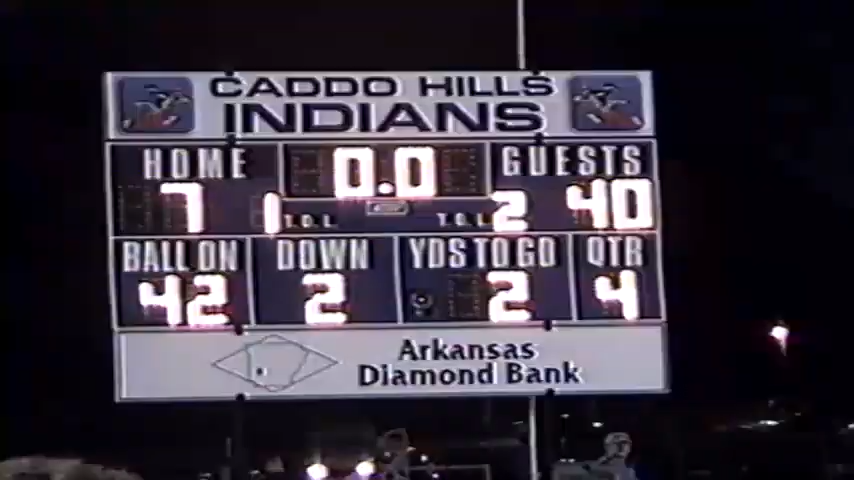 CADDO HILLS
INDIANS
HOME 0.0 GUESTS
7 1 T.O.L. T.O.L. 2 40
BALL ON DOWN YDS TO GO QTR
42 2 2 4
Arkansas
Diamond Bank